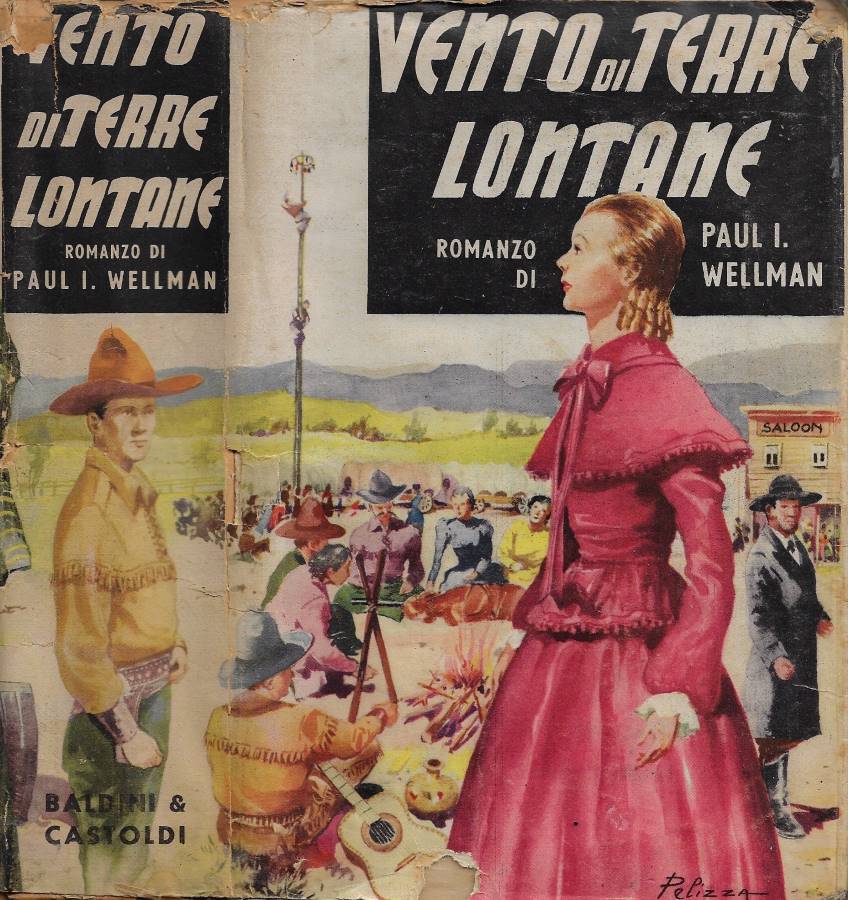 VENTO
DI TERRE
LONTANE
ROMANZO DI
PAUL I. WELLMAN
BALDINI &
CASTOLDI
VENTO DI TERRE
LONTANE
ROMANZO
DI
PAUL I.
WELLMAN
SALOON
Pelizza